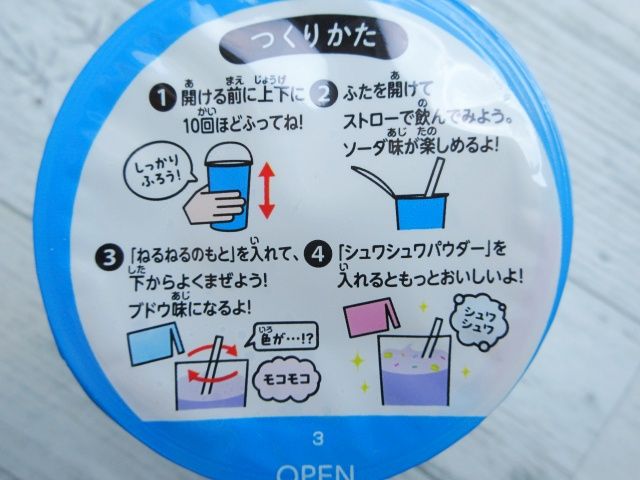 つくりかた
❶ 開ける前に上下に
10回ほどふってね!
しっかり
ふろう!
❷ ふたを開けて
ストローで飲んでみよう。
ソーダ味が楽しめるよ!
❸ 「ねるねるのもと」を入れて、
下からよくまぜよう!
ブドウ味になるよ!
色が…!?
モコモコ
❹ 「シュワシュワパウダー」を
入れるともっとおいしいよ!
シュワ
シュワ
3
OPEN